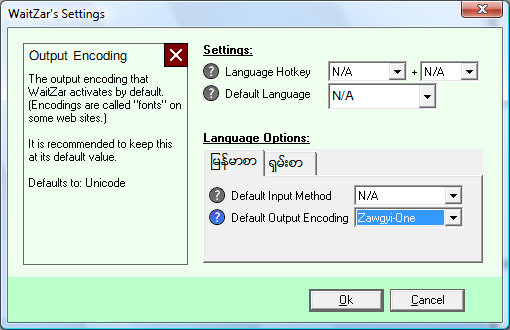 WaitZar's Settings
Output Encoding
The output encoding that
WaitZar activates by default.
(Encodings are called "fonts" on
some web sites.)
It is recommended to keep this
at its default value.
Defaults to: Unicode
Settings:
? Language Hotkey N/A + N/A
? Default Language N/A
Language Options:
မြန်မာစာ ရှမ်းစာ
? Default Input Method N/A
? Default Output Encoding Zawgyi-One
Ok Cancel